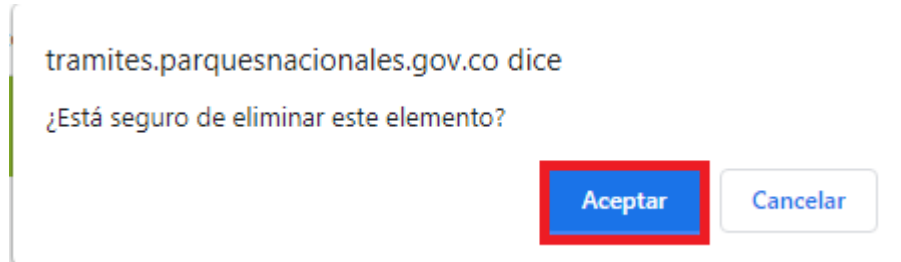 tramites.parquesnacionales.gov.co dice
¿Está seguro de eliminar este elemento?
Aceptar Cancelar